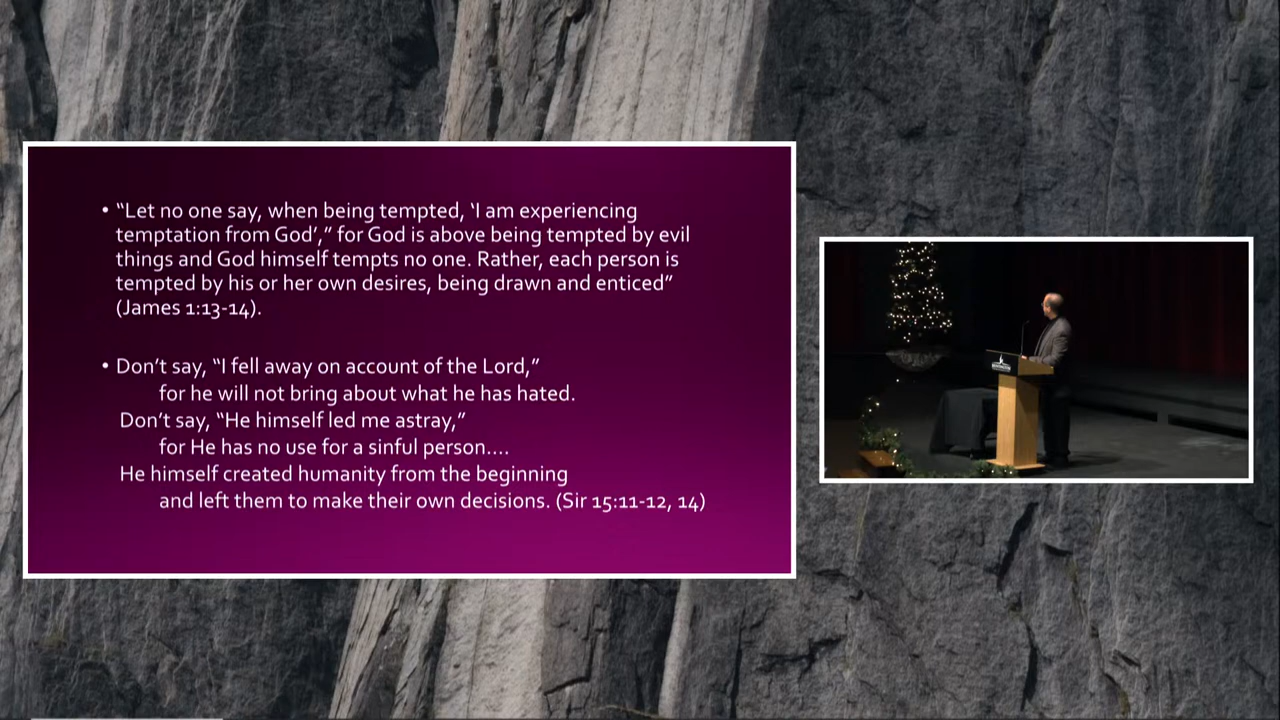 • “Let no one say, when being tempted, ‘I am experiencing
temptation from God’,” for God is above being tempted by evil
things and God himself tempts no one. Rather, each person is
tempted by his or her own desires, being drawn and enticed”
(James 1:13-14).
• Don’t say, “I fell away on account of the Lord,”
for he will not bring about what he has hated.
Don’t say, “He himself led me astray,”
for He has no use for a sinful person....
He himself created humanity from the beginning
and left them to make their own decisions. (Sir 15:11-12, 14)